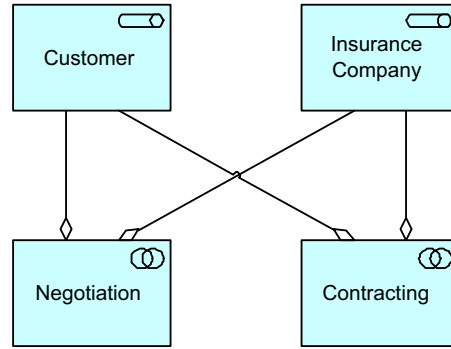 Customer
Insurance
Company
Negotiation
Contracting